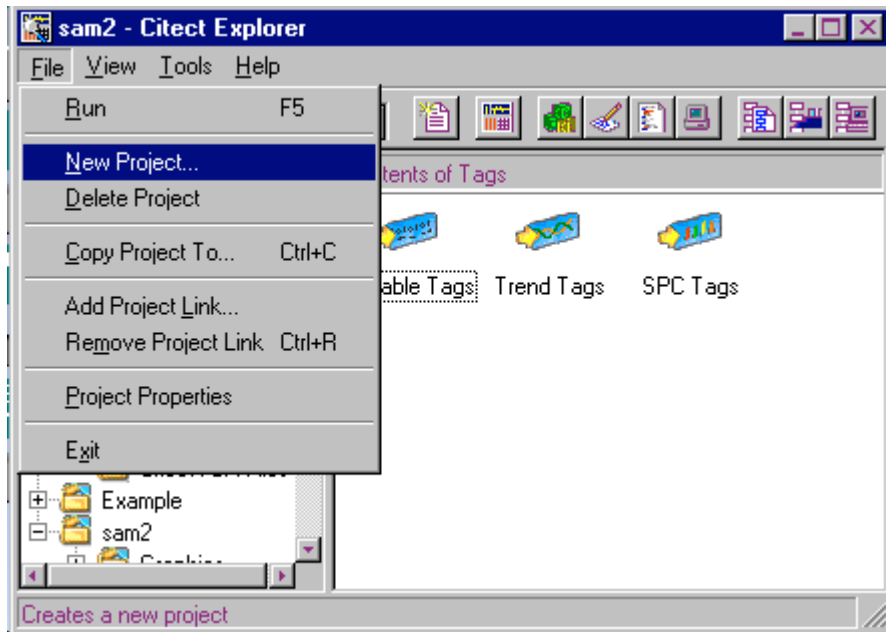 sam2 - Citect Explorer
File View Tools Help
Run F5
New Project...
Delete Project
Copy Project To... Ctrl+C
Add Project Link...
Remove Project Link Ctrl+R
Project Properties
Exit
tents of Tags
able Tags Trend Tags SPC Tags
Example
sam2
Creates a new project